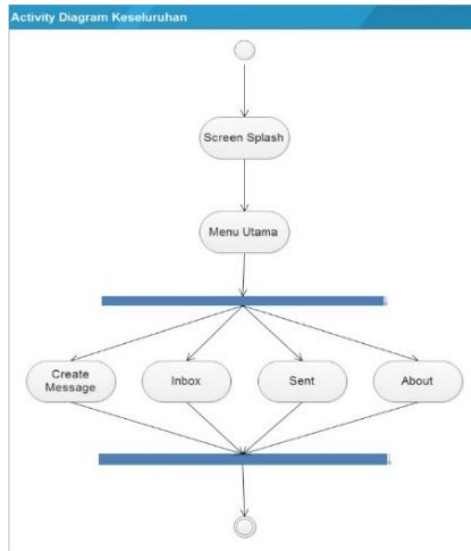 Activity Diagram Keseluruhan
Screen Splash
Menu Utama
Create
Message
Inbox
Sent
About